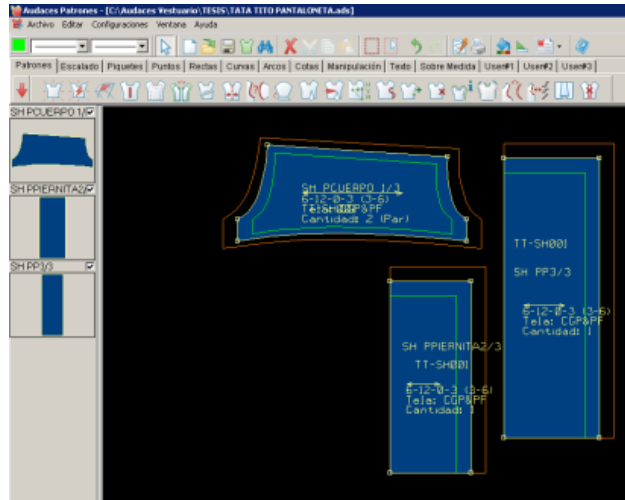 Audaces Patrones - [C:\Audaces Vestuario\TESIS\TATA TITO PANTALONETA.ads]
Archivo Editar Configuraciones Ventana Ayuda
Patrones Escalado Piquetes Puntos Rectas Curvas Arcos Cotas Manipulación Texto Sobre Medida User#1 User#2 User#3
SH PCUERPO 1/
SH PPIERNITA2/
SH PP3/3
SH PCUERPO 1/3
6-12-0-3 (3-6)
GP&PF
Cantidad: 2 (Par)
TT-SH001
SH PP3/3
6-12-0-3 (3-6)
Tela: CGP&PF
Cantidad: 1
SH PPIERNITA2/3
TT-SH001
6-12-0-3 (3-6)
Tela: CGP&PF
Cantidad: 1